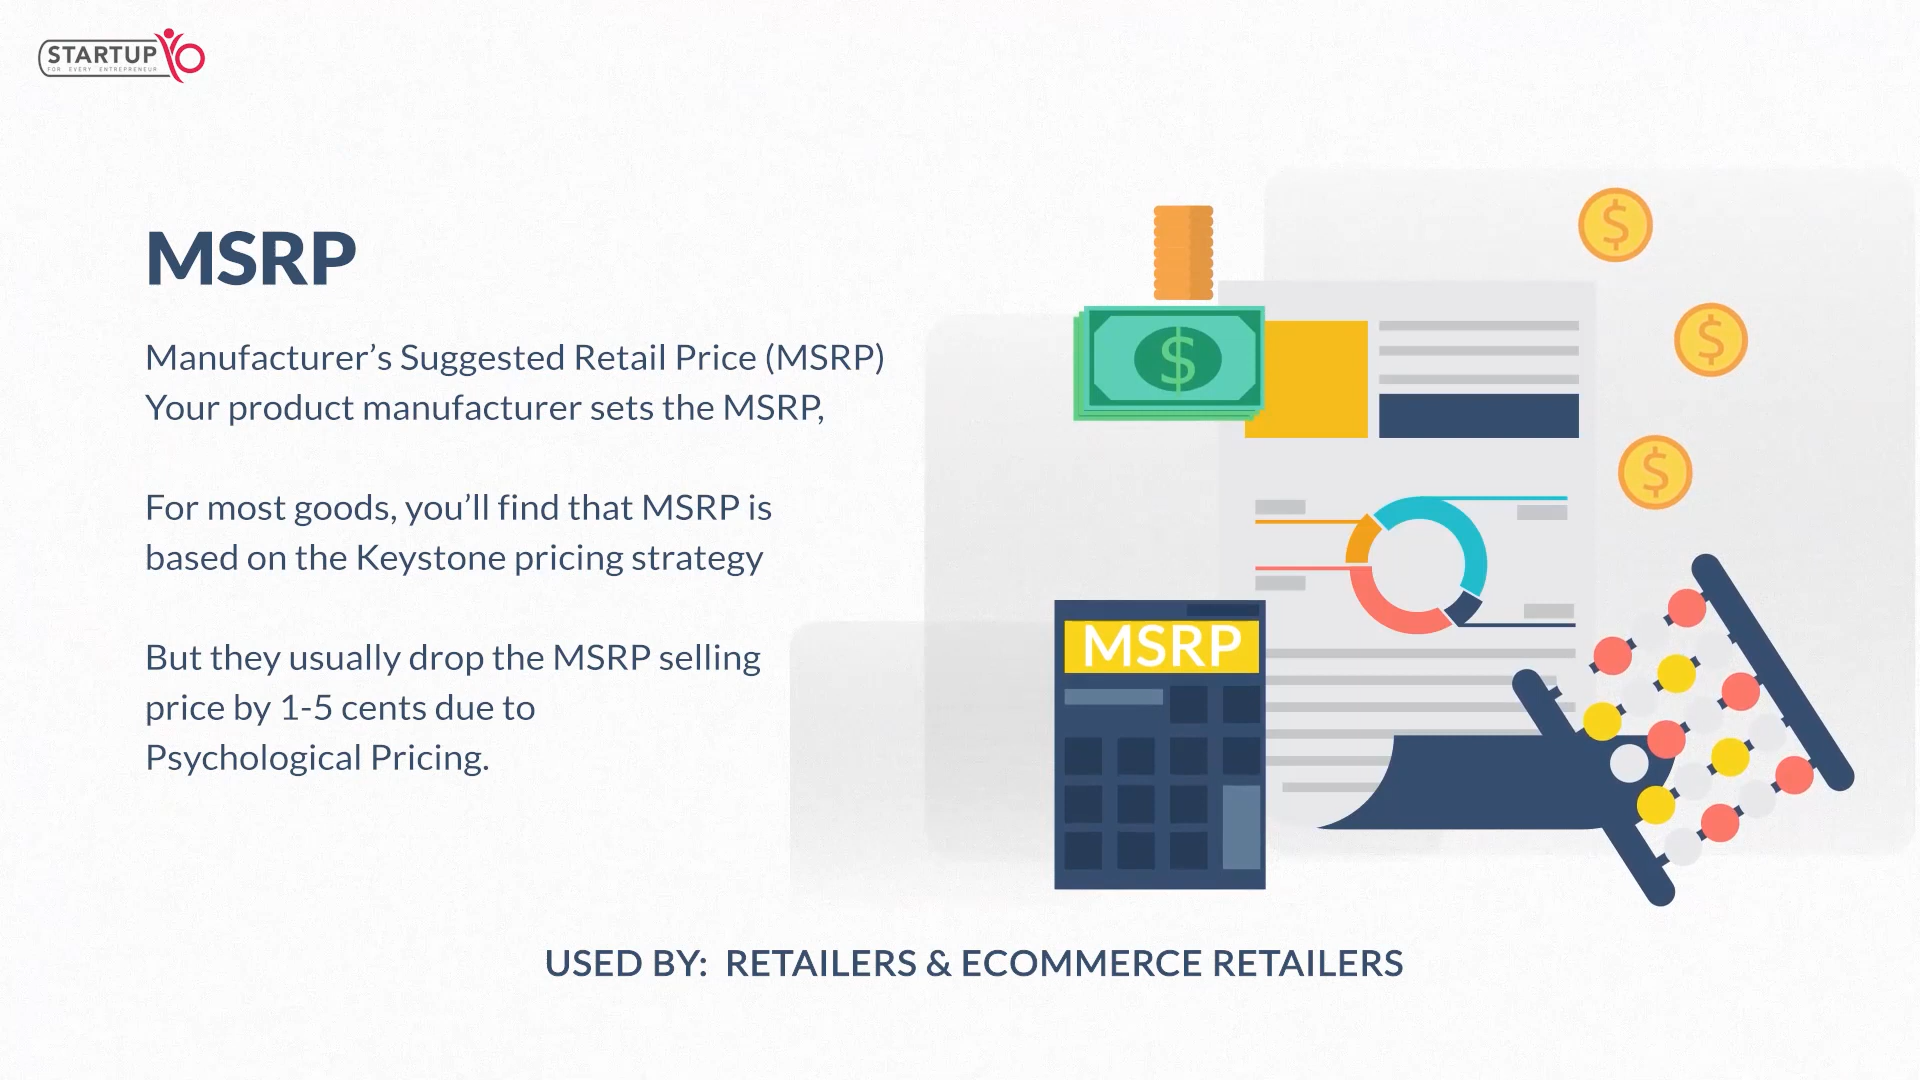 STARTUP YO
FOR EVERY ENTREPRENEUR
MSRP
Manufacturer’s Suggested Retail Price (MSRP)
Your product manufacturer sets the MSRP,
For most goods, you’ll find that MSRP is
based on the Keystone pricing strategy
But they usually drop the MSRP selling
price by 1-5 cents due to
Psychological Pricing.
$
$
$
$
MSRP
USED BY: RETAILERS & ECOMMERCE RETAILERS